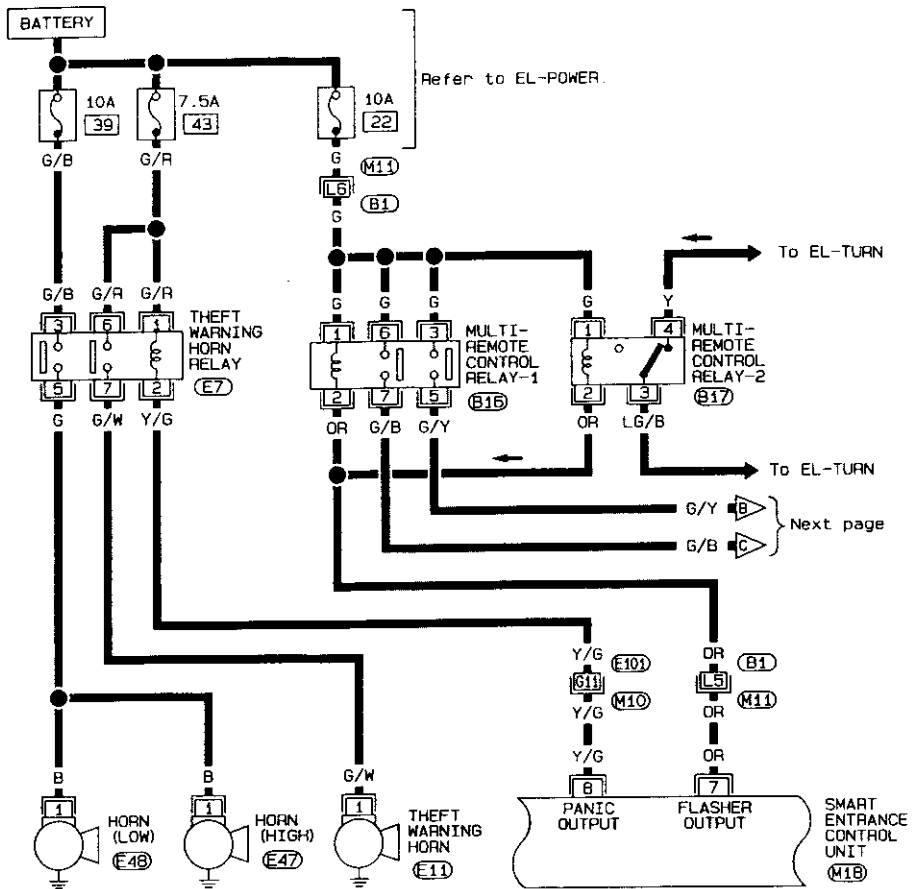 BATTERY
Refer to EL-POWER.
10A
39
7.5A
43
10A
22
G/B
G/R
G
M11
L6
B1
G
To EL-TURN
G/B
G/R
G/R
G
G
G
G
Y
3
6
1
THEFT
WARNING
HORN
RELAY
E7
1
6
3
MULTI-
REMOTE
CONTROL
RELAY-1
B16
1
4
MULTI-
REMOTE
CONTROL
RELAY-2
B17
5
7
2
2
7
5
2
3
G
G/W
Y/G
OR
G/B
G/Y
OR
LG/B
To EL-TURN
G/Y
B
Next page
G/B
C
Y/G
E101
OR
B1
G11
L5
M10
M11
Y/G
OR
B
B
G/W
Y/G
OR
1
1
1
8
7
HORN
(LOW)
E48
HORN
(HIGH)
E47
THEFT
WARNING
HORN
E11
PANIC
OUTPUT
FLASHER
OUTPUT
SMART
ENTRANCE
CONTROL
UNIT
M18